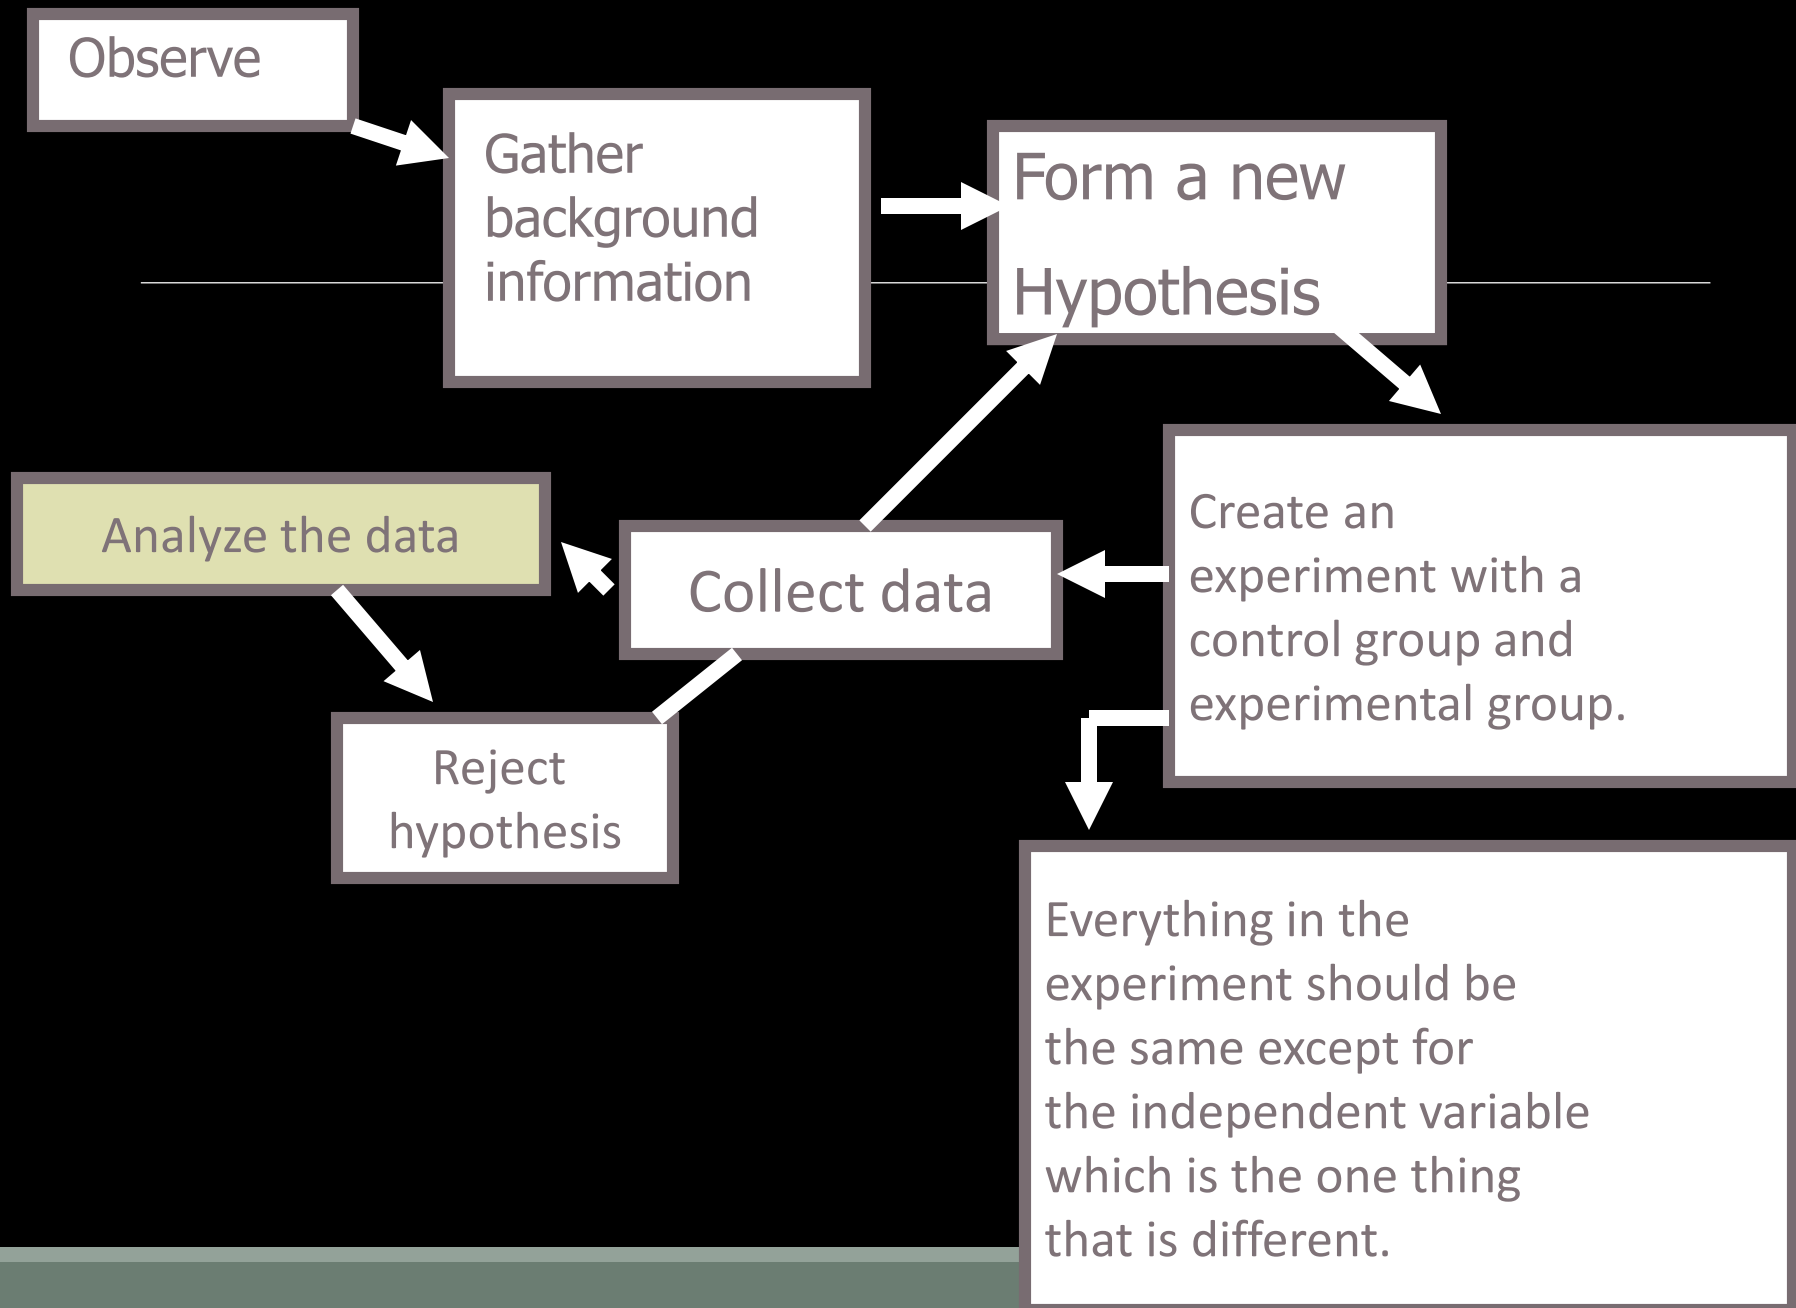 Observe
Gather
background
information
Form a new
Hypothesis
Analyze the data
Collect data
Create an
experiment with a
control group and
experimental group.
Reject
hypothesis
Everything in the
experiment should be
the same except for
the independent variable
which is the one thing
that is different.